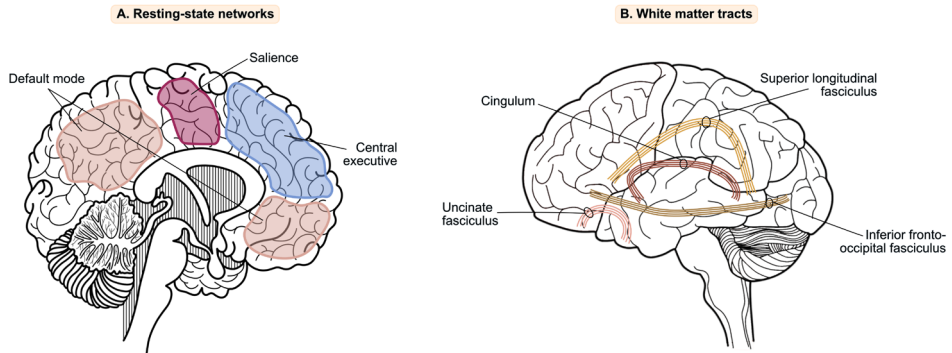 A. Resting-state networks
Salience
Default mode
Central
executive
B. White matter tracts
Superior longitudinal
fasciculus
Cingulum
Uncinate
fasciculus
Inferior fronto-
occipital fasciculus